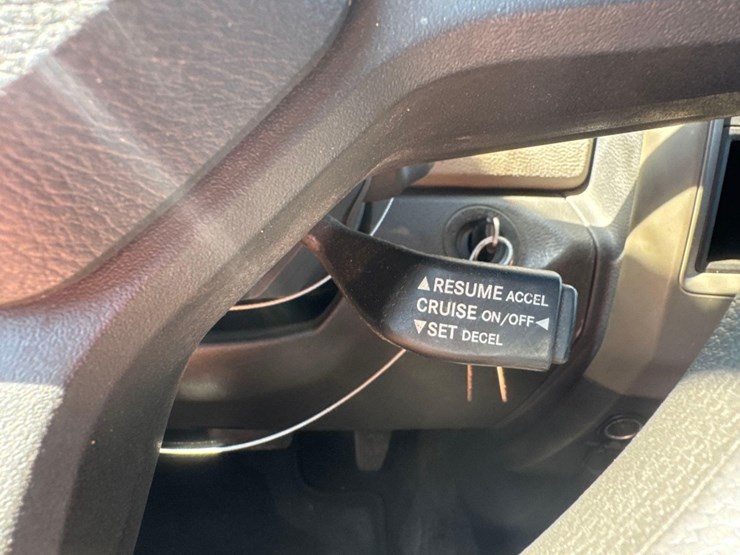 ▲ RESUME ACCEL
CRUISE ON/OFF◄
▼SET DECEL